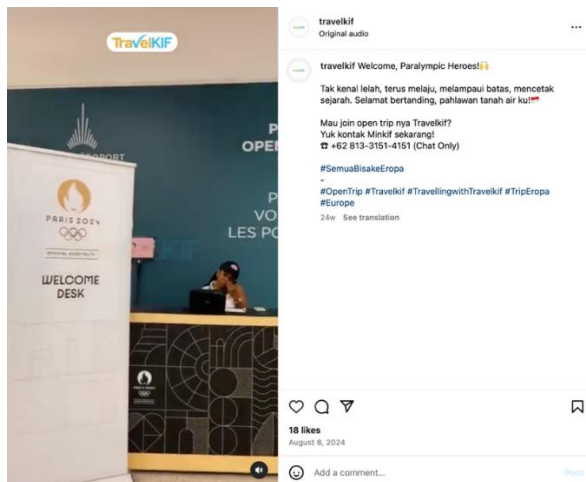 TravelKIF
PORT
P
OPE
P
VO
LES PO
PARIS 2024
OFFICIAL HOSPITALITY
WELCOME
DESK
travelkif
Original audio
travelkif Welcome, Paralympic Heroes!🙌
Tak kenal lelah, terus melaju, melampaui batas, mencetak
sejarah. Selamat bertanding, pahlawan tanah air ku!🇮🇩
Mau join open trip nya Travelkif?
Yuk kontak Minkif sekarang!
☎ +62 813-3151-4151 (Chat Only)
#SemuaBisakeEropa
-
#OpenTrip #Travelkif #TravellingwithTravelkif #TripEropa
#Europe
24w See translation
18 likes
August 8, 2024
Add a comment...
Post